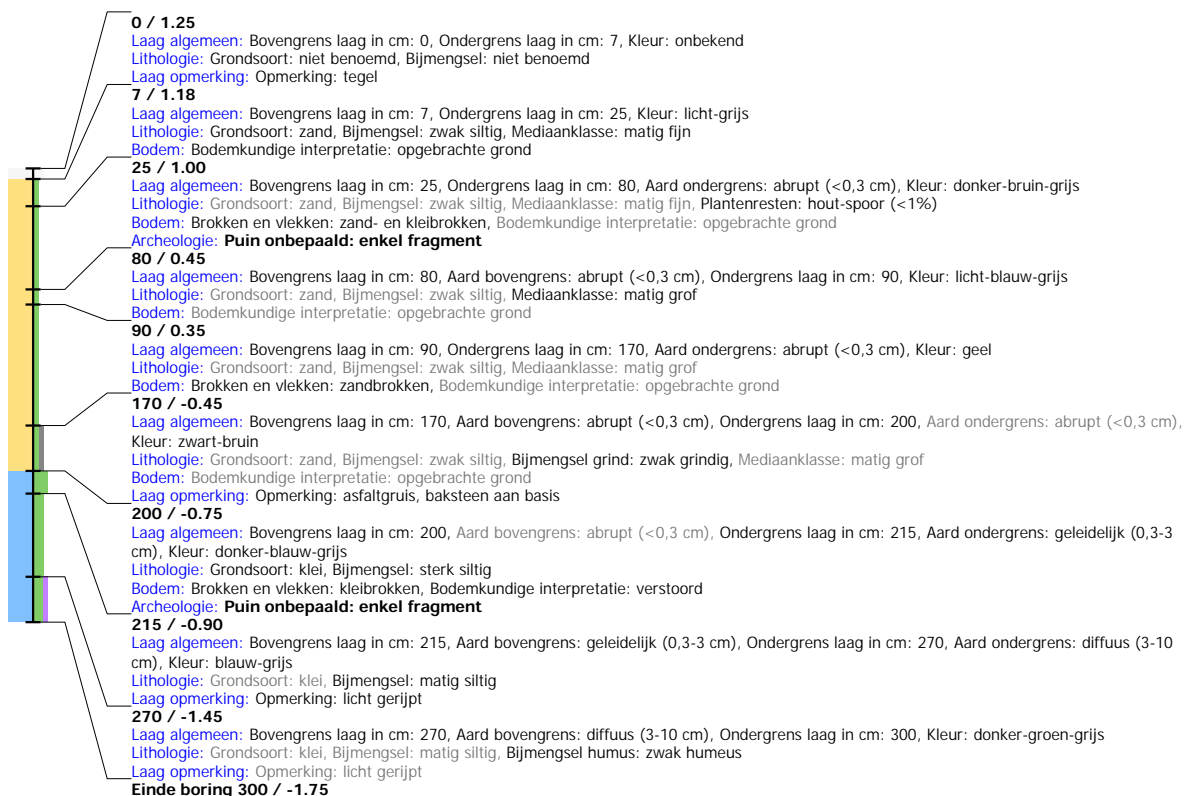 0 / 1.25
Laag algemeen: Bovengrens laag in cm: 0, Ondergrens laag in cm: 7, Kleur: onbekend
Lithologie: Grondsoort: niet benoemd, Bijmengsel: niet benoemd
Laag opmerking: Opmerking: tegel
7 / 1.18
Laag algemeen: Bovengrens laag in cm: 7, Ondergrens laag in cm: 25, Kleur: licht-grijs
Lithologie: Grondsoort: zand, Bijmengsel: zwak siltig, Mediaanklasse: matig fijn
Bodem: Bodemkundige interpretatie: opgebrachte grond
25 / 1.00
Laag algemeen: Bovengrens laag in cm: 25, Ondergrens laag in cm: 80, Aard ondergrens: abrupt (<0,3 cm), Kleur: donker-bruin-grijs
Lithologie: Grondsoort: zand, Bijmengsel: zwak siltig, Mediaanklasse: matig fijn, Plantenresten: hout-spoor (<1%)
Bodem: Brokken en vlekken: zand- en kleibrokken, Bodemkundige interpretatie: opgebrachte grond
Archeologie: Puin onbepaald: enkel fragment
80 / 0.45
Laag algemeen: Bovengrens laag in cm: 80, Aard bovengrens: abrupt (<0,3 cm), Ondergrens laag in cm: 90, Kleur: licht-blauw-grijs
Lithologie: Grondsoort: zand, Bijmengsel: zwak siltig, Mediaanklasse: matig grof
Bodem: Bodemkundige interpretatie: opgebrachte grond
90 / 0.35
Laag algemeen: Bovengrens laag in cm: 90, Ondergrens laag in cm: 170, Aard ondergrens: abrupt (<0,3 cm), Kleur: geel
Lithologie: Grondsoort: zand, Bijmengsel: zwak siltig, Mediaanklasse: matig grof
Bodem: Brokken en vlekken: zandbrokken, Bodemkundige interpretatie: opgebrachte grond
170 / -0.45
Laag algemeen: Bovengrens laag in cm: 170, Aard bovengrens: abrupt (<0,3 cm), Ondergrens laag in cm: 200, Aard ondergrens: abrupt (<0,3 cm),
Kleur: zwart-bruin
Lithologie: Grondsoort: zand, Bijmengsel: zwak siltig, Bijmengsel grind: zwak grindig, Mediaanklasse: matig grof
Bodem: Bodemkundige interpretatie: opgebrachte grond
Laag opmerking: Opmerking: asfaltgruis, baksteen aan basis
200 / -0.75
Laag algemeen: Bovengrens laag in cm: 200, Aard bovengrens: abrupt (<0,3 cm), Ondergrens laag in cm: 215, Aard ondergrens: geleidelijk (0,3-3
cm), Kleur: donker-blauw-grijs
Lithologie: Grondsoort: klei, Bijmengsel: sterk siltig
Bodem: Brokken en vlekken: kleibrokken, Bodemkundige interpretatie: verstoord
Archeologie: Puin onbepaald: enkel fragment
215 / -0.90
Laag algemeen: Bovengrens laag in cm: 215, Aard bovengrens: geleidelijk (0,3-3 cm), Ondergrens laag in cm: 270, Aard ondergrens: diffuus (3-10
cm), Kleur: blauw-grijs
Lithologie: Grondsoort: klei, Bijmengsel: matig siltig
Laag opmerking: Opmerking: licht gerijpt
270 / -1.45
Laag algemeen: Bovengrens laag in cm: 270, Aard bovengrens: diffuus (3-10 cm), Ondergrens laag in cm: 300, Kleur: donker-groen-grijs
Lithologie: Grondsoort: klei, Bijmengsel: matig siltig, Bijmengsel humus: zwak humeus
Laag opmerking: Opmerking: licht gerijpt
Einde boring 300 / -1.75